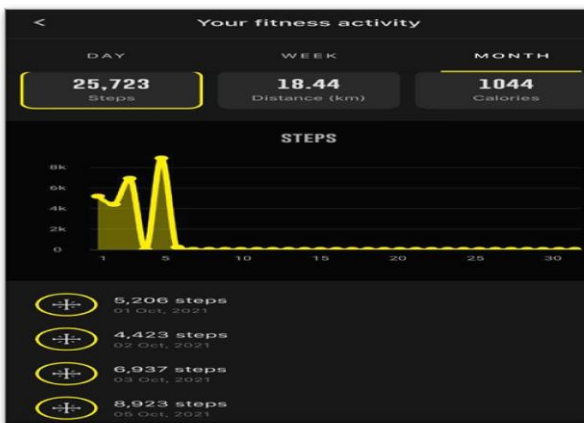 <
Your fitness activity
DAY WEEK MONTH
25,723 18.44 1044
Steps Distance (km) Calories
STEPS
8k
6k
4k
2k
0
1 5 10 15 20 25 30
5,206 steps
01 Oct, 2021
4,423 steps
02 Oct, 2021
6,937 steps
03 Oct, 2021
8,923 steps
05 Oct, 2021